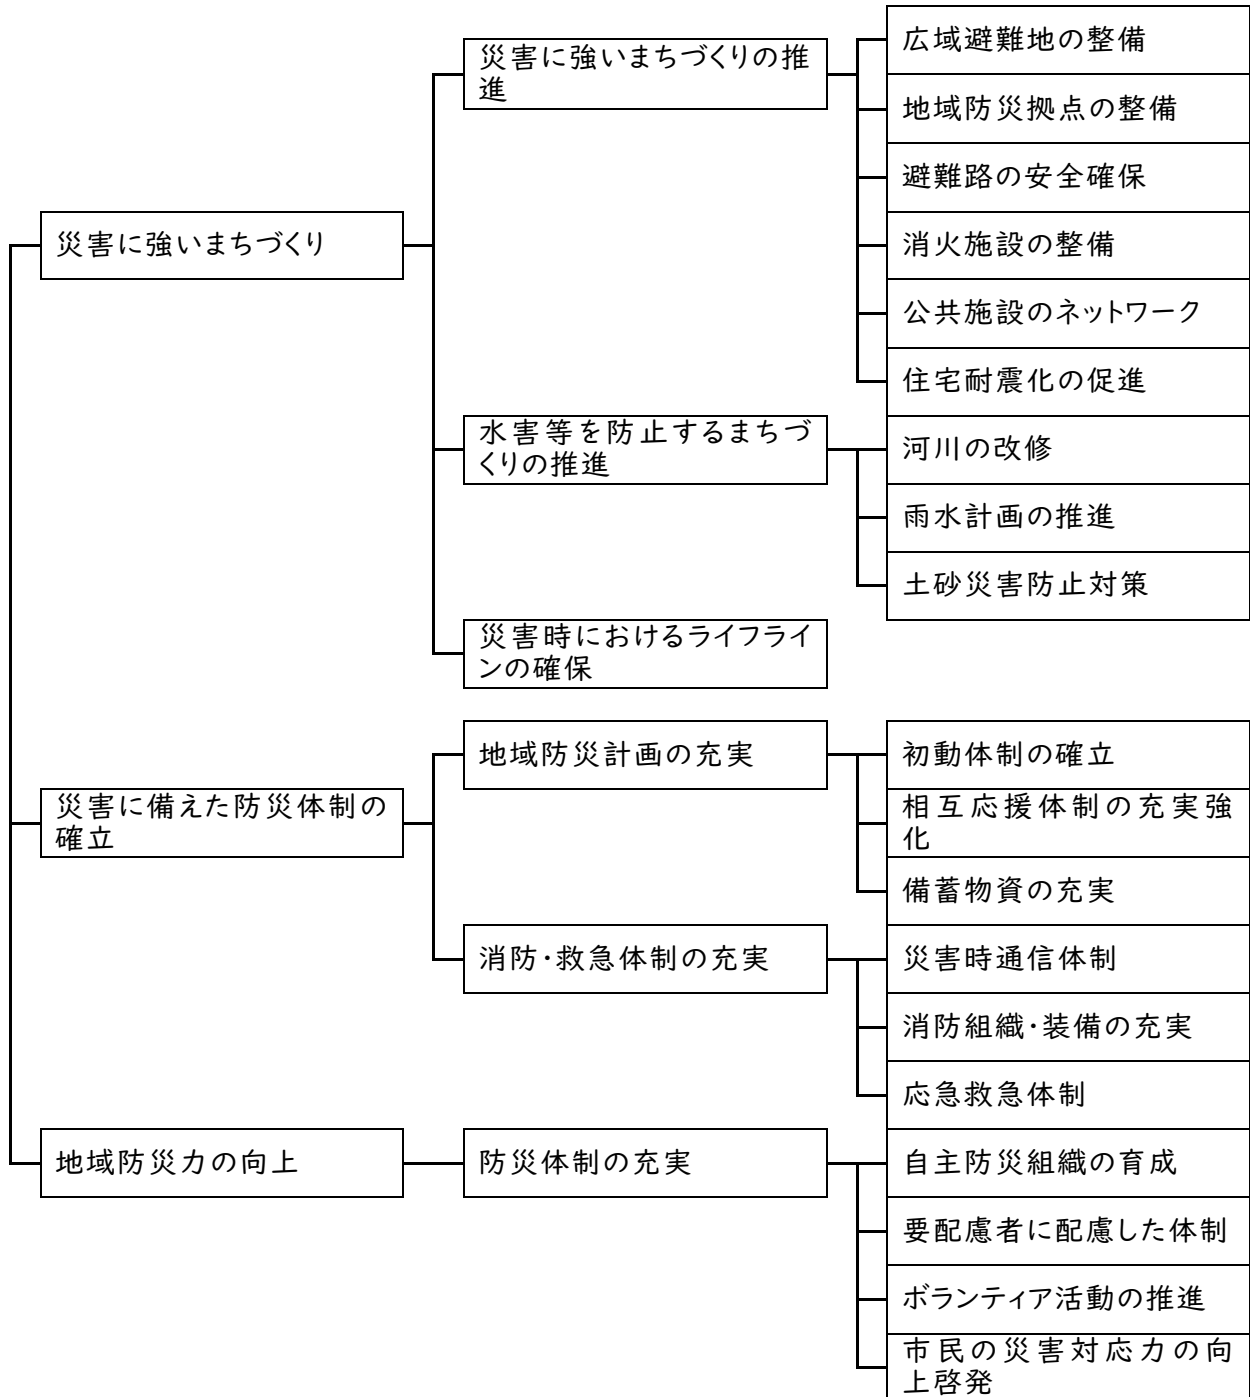 広域避難地の整備
災害に強いまちづくりの推
進
地域防災拠点の整備
避難路の安全確保
災害に強いまちづくり
消火施設の整備
公共施設のネットワーク
住宅耐震化の促進
水害等を防止するまちづ
くりの推進
河川の改修
雨水計画の推進
土砂災害防止対策
災害時におけるライフライ
ンの確保
地域防災計画の充実
初動体制の確立
災害に備えた防災体制の
確立
相互応援体制の充実強
化
備蓄物資の充実
消防・救急体制の充実
災害時通信体制
消防組織・装備の充実
応急救急体制
地域防災力の向上
防災体制の充実
自主防災組織の育成
要配慮者に配慮した体制
ボランティア活動の推進
市民の災害対応力の向
上啓発